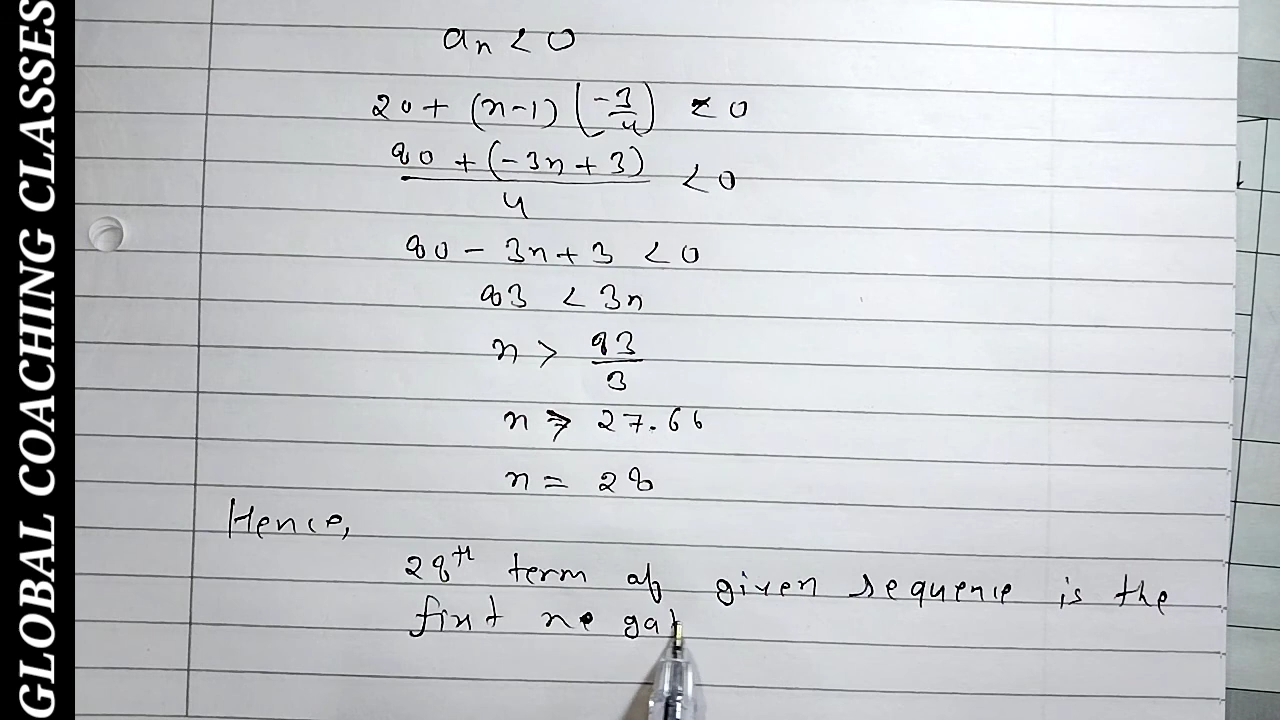 GLOBAL COACHING CLASSES
aₙ < 0
20 + (n-1) (-3/4) < 0
80 + (-3n + 3) / 4 < 0
80 - 3n + 3 < 0
83 < 3n
n > 83/3
n > 27.66
n = 28
Hence,
28th term of given sequence is the
first negat